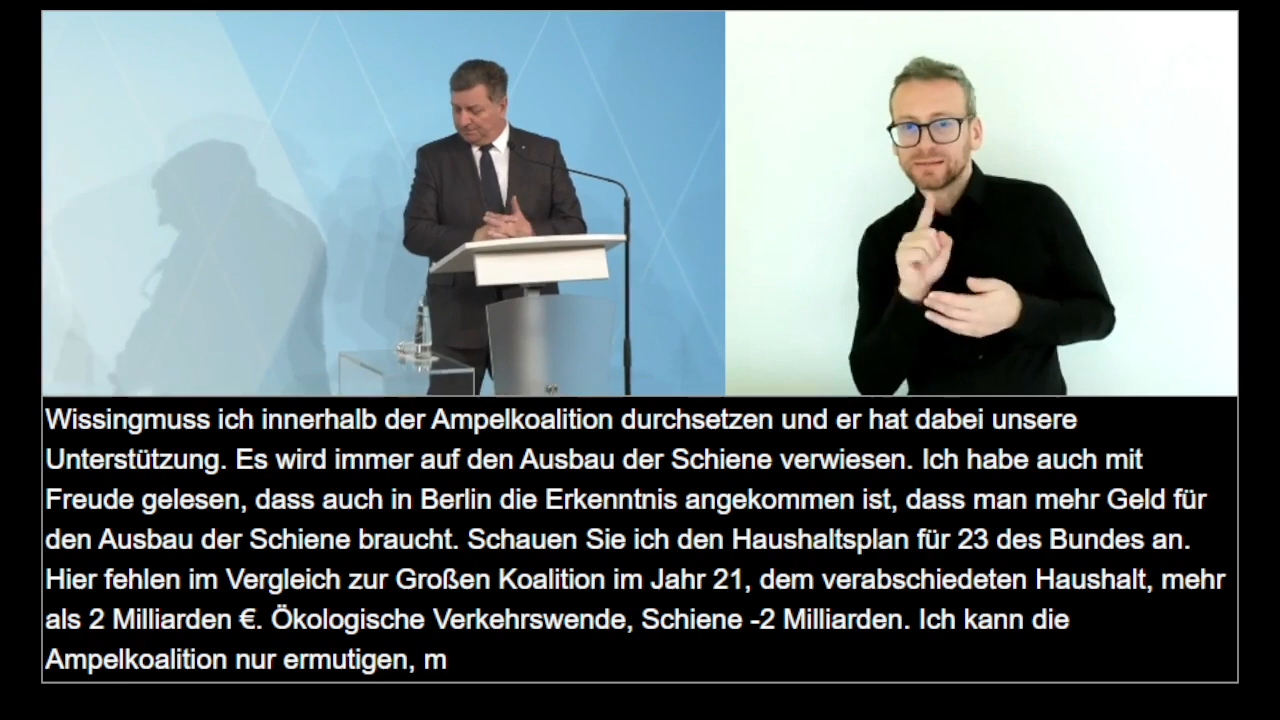 Wissingmuss ich innerhalb der Ampelkoalition durchsetzen und er hat dabei unsere
Unterstützung. Es wird immer auf den Ausbau der Schiene verwiesen. Ich habe auch mit
Freude gelesen, dass auch in Berlin die Erkenntnis angekommen ist, dass man mehr Geld für
den Ausbau der Schiene braucht. Schauen Sie ich den Haushaltsplan für 23 des Bundes an.
Hier fehlen im Vergleich zur Großen Koalition im Jahr 21, dem verabschiedeten Haushalt, mehr
als 2 Milliarden €. Ökologische Verkehrswende, Schiene -2 Milliarden. Ich kann die
Ampelkoalition nur ermutigen, m